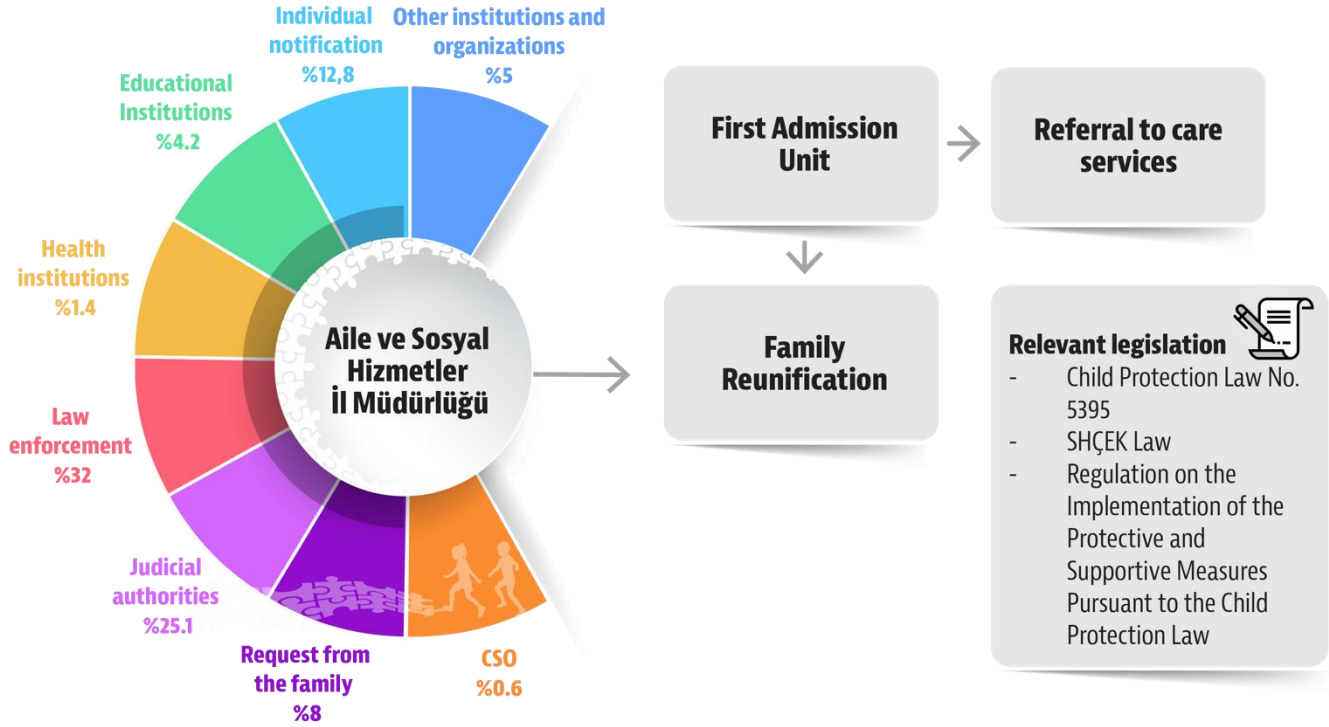 Individual
notification
%12,8
Other institutions and
organizations
%5
Educational
Institutions
%4.2
Health
institutions
%1.4
Law
enforcement
%32
Judicial
authorities
%25.1
Request from
the family
%8
CSO
%0.6
Aile ve Sosyal
Hizmetler
İl Müdürlüğü
First Admission
Unit
Referral to care
services
Family
Reunification
Relevant legislation
- Child Protection Law No.
5395
- SHÇEK Law
- Regulation on the
Implementation of the
Protective and
Supportive Measures
Pursuant to the Child
Protection Law